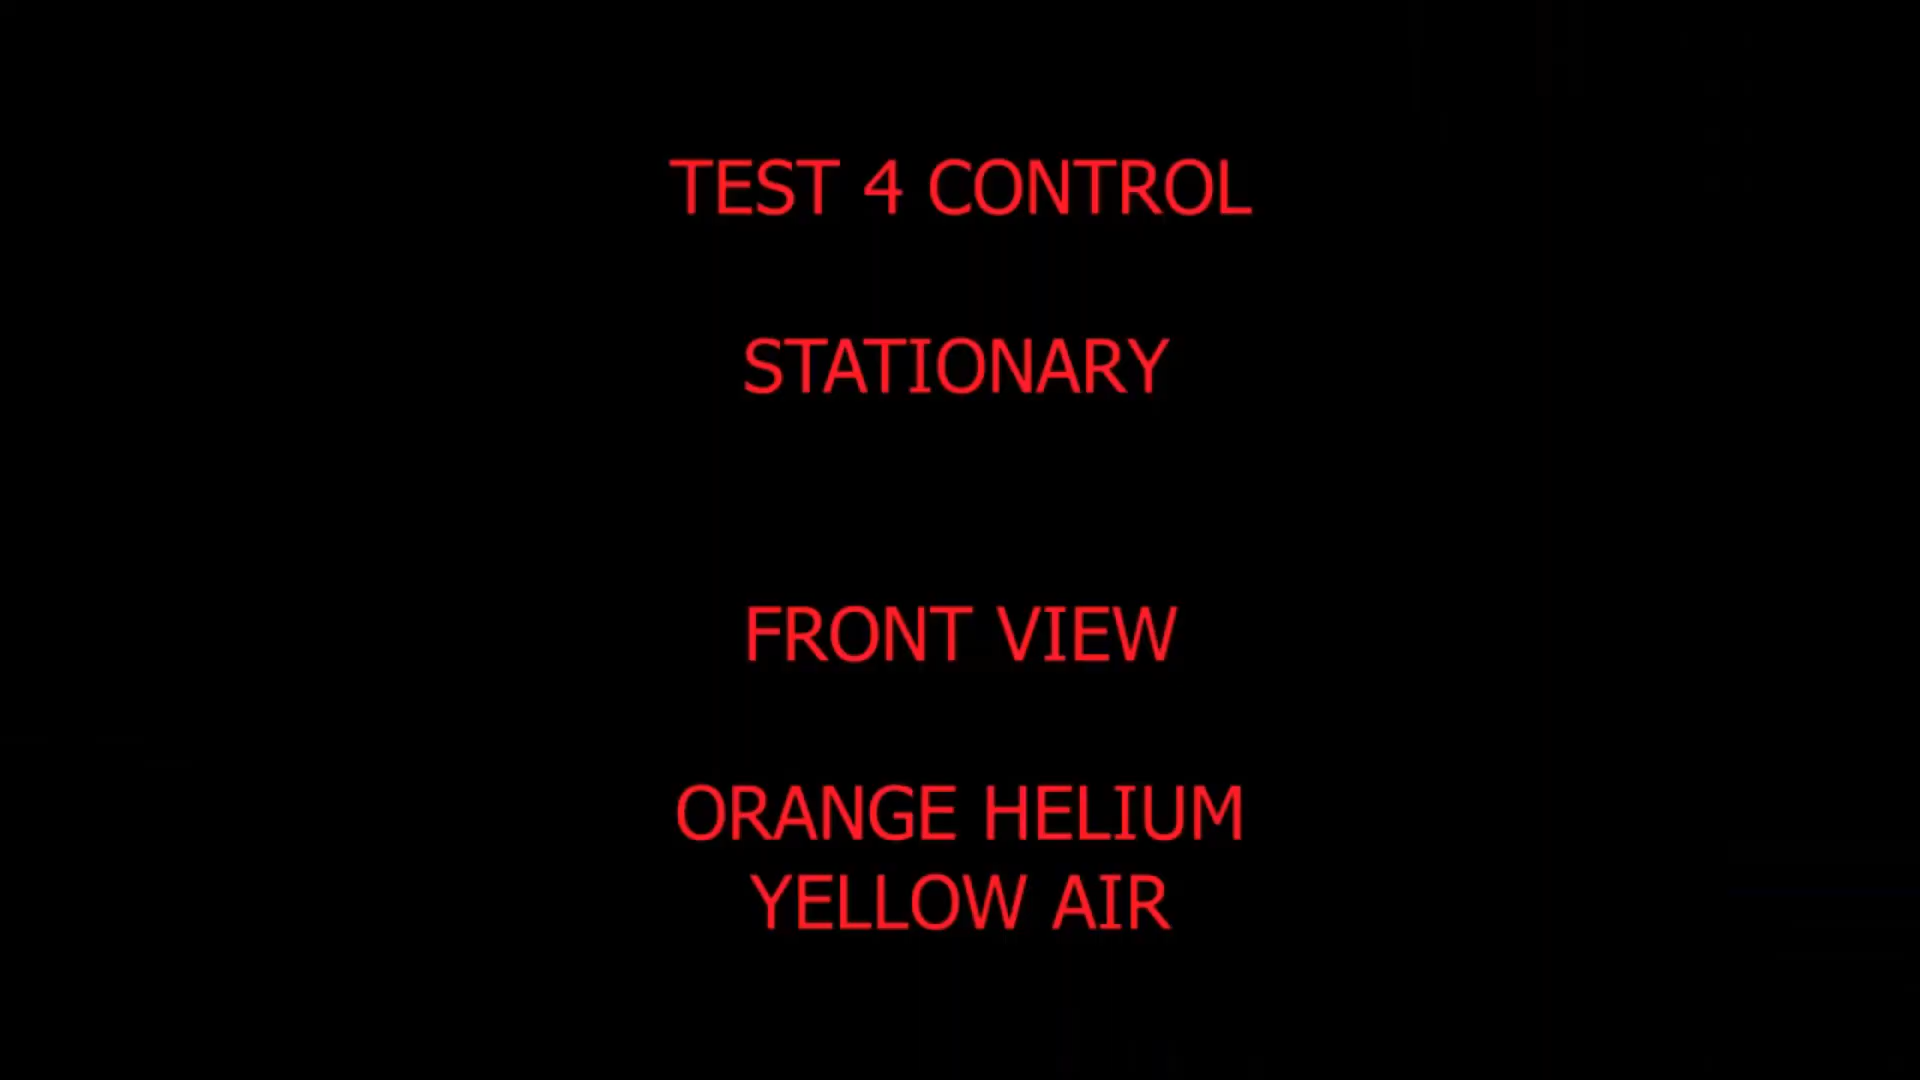 TEST 4 CONTROL
STATIONARY
FRONT VIEW
ORANGE HELIUM
YELLOW AIR